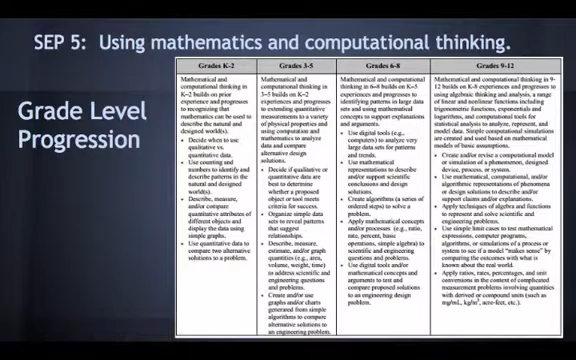 SEP 5: Using mathematics and computational thinking.
Grade Level
Progression
Grades K-2
Mathematical and
computational thinking in
K–2 builds on prior
experience and progresses
to recognizing that
mathematics can be used to
describe the natural and
designed world(s).
• Decide when to use
qualitative vs.
quantitative data.
• Use counting and
numbers to identify and
describe patterns in the
natural and designed
world(s).
• Describe, measure,
and/or compare
quantitative attributes of
different objects and
display the data using
simple graphs.
• Use quantitative data to
compare two alternative
solutions to a problem.
Grades 3-5
Mathematical and
computational thinking in
3–5 builds on K–2
experiences and progresses
to extending quantitative
measurements to a variety
of physical properties and
using computation and
mathematics to analyze
data and compare
alternative design
solutions.
• Decide if qualitative or
quantitative data are
best to determine
whether a proposed
object or tool meets
criteria for success.
• Organize simple data
sets to reveal patterns
that suggest
relationships.
• Describe, measure,
estimate, and/or graph
quantities (e.g., area,
volume, weight, time)
to address scientific and
engineering questions
and problems.
• Create and/or use
graphs and/or charts
generated from simple
algorithms to compare
alternative solutions to
an engineering problem.
Grades 6-8
Mathematical and computational
thinking in 6–8 builds on K–5
experiences and progresses to
identifying patterns in large data
sets and using mathematical
concepts to support explanations
and arguments.
• Use digital tools (e.g.,
computers) to analyze very
large data sets for patterns
and trends.
• Use mathematical
representations to describe
and/or support scientific
conclusions and design
solutions.
• Create algorithms (a series of
ordered steps) to solve a
problem.
• Apply mathematical concepts
and/or processes (e.g., ratio,
rate, percent, basic
operations, simple algebra) to
scientific and engineering
questions and problems.
• Use digital tools and/or
mathematical concepts and
arguments to test and
compare proposed solutions
to an engineering design
problem.
Grades 9-12
Mathematical and computational thinking in 9-
12 builds on K-8 experiences and progresses to
using algebraic thinking and analysis, a range
of linear and nonlinear functions including
trigonometric functions, exponentials and
logarithms, and computational tools for
statistical analysis to analyze, represent, and
model data. Simple computational simulations
are created and used based on mathematical
models of basic assumptions.
• Create and/or revise a computational model
or simulation of a phenomenon, designed
device, process, or system.
• Use mathematical, computational, and/or
algorithmic representations of phenomena
or design solutions to describe and/or
support claims and/or explanations.
• Apply techniques of algebra and functions
to represent and solve scientific and
engineering problems.
• Use simple limit cases to test mathematical
expressions, computer programs,
algorithms, or simulations of a process or
system to see if a model "makes sense" by
comparing the outcomes with what is
known about the real world.
• Apply ratios, rates, percentages, and unit
conversions in the context of complicated
measurement problems involving quantities
with derived or compound units (such as
mg/mL, kg/m³, acre-feet, etc.).